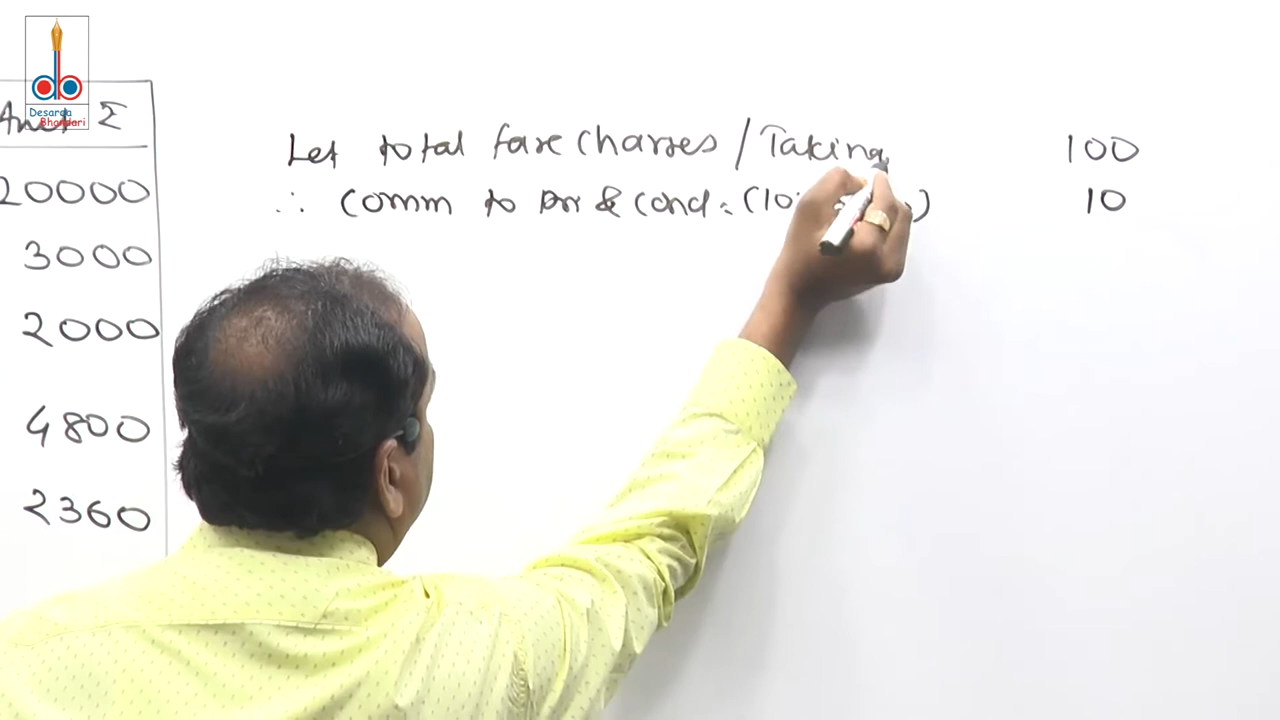 Desarda
Bhandari
Amt ₹
20000
3000
2000
4800
2360
Let total fare charges / Taking 100
∴ Comm to Dri & Cond. (10 ) 10